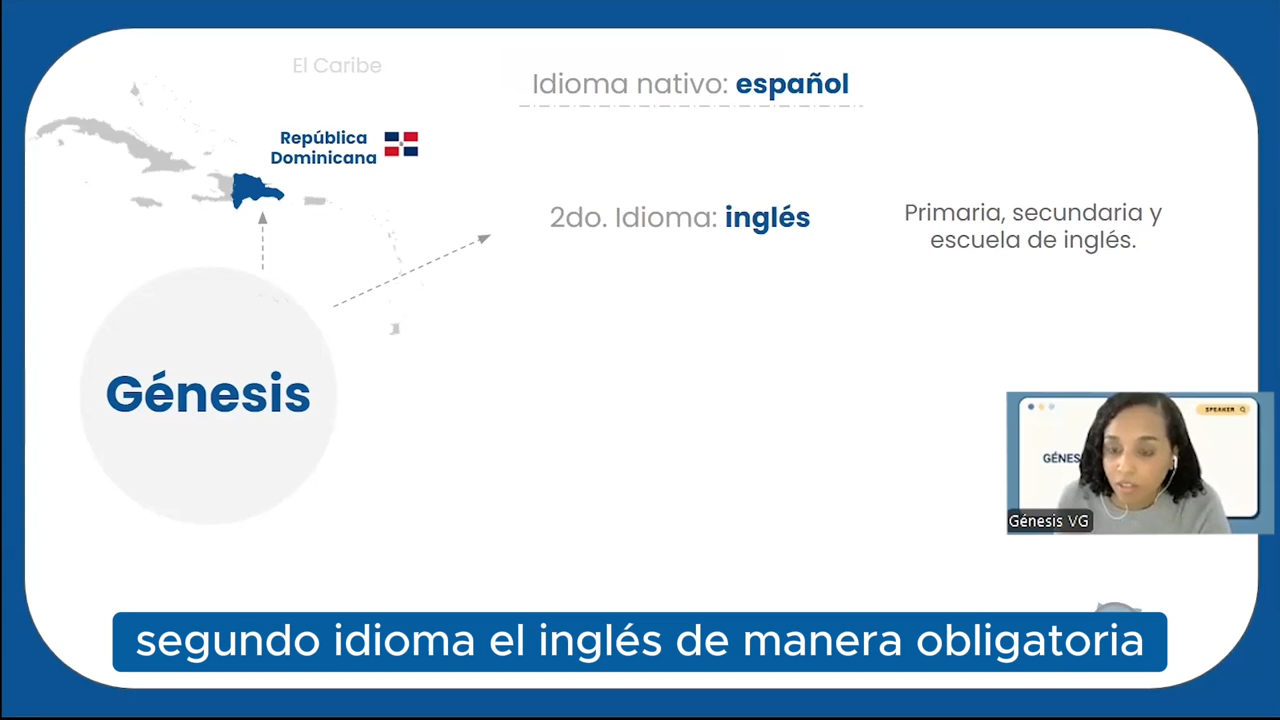 El Caribe
Idioma nativo: español
República
Dominicana
2do. Idioma: inglés
Primaria, secundaria y
escuela de inglés.
Génesis
SPEAKER
GÉNES
Génesis VG
segundo idioma el inglés de manera obligatoria